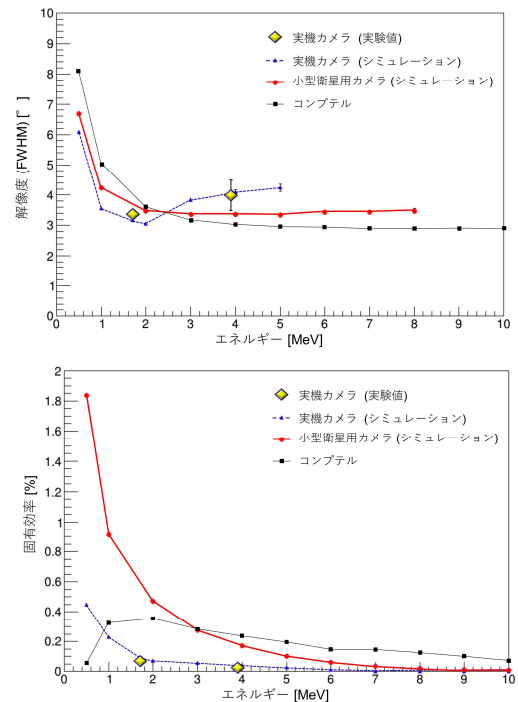 10
9
8
7
6
5
4
3
2
1
0
解像度 (FWHM) [°]
実機カメラ (実験値)
実機カメラ (シミュレーション)
小型衛星用カメラ (シミュレーション)
コンプテル
0 1 2 3 4 5 6 7 8 9 10
エネルギー [MeV]
2
1.8
1.6
1.4
1.2
1
0.8
0.6
0.4
0.2
0
固有効率 [%]
実機カメラ (実験値)
実機カメラ (シミュレーション)
小型衛星用カメラ (シミュレーション)
コンプテル
0 1 2 3 4 5 6 7 8 9 10
エネルギー [MeV]